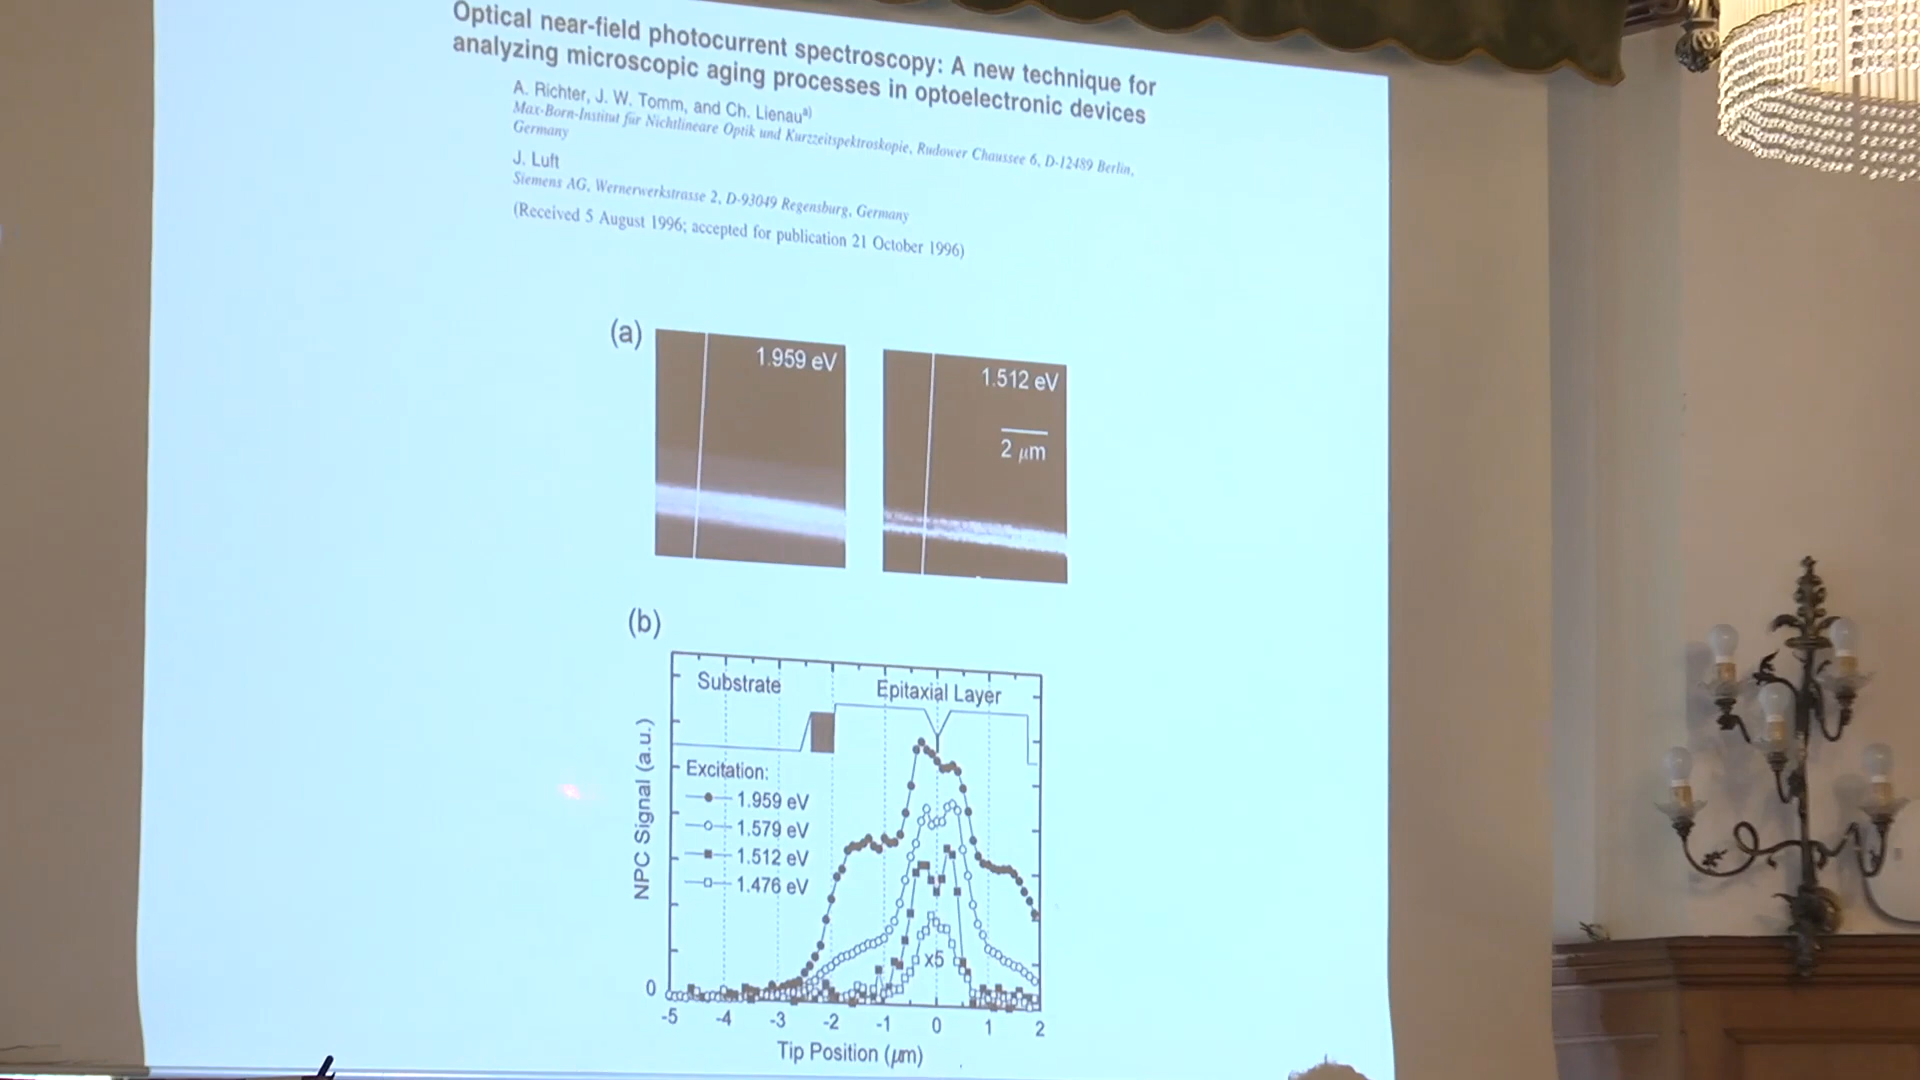 Optical near-field photocurrent spectroscopy: A new technique for
analyzing microscopic aging processes in optoelectronic devices
A. Richter, J. W. Tomm, and Ch. Lienau a)
Max-Born-Institut für Nichtlineare Optik und Kurzzeitspektroskopie, Rudower Chaussee 6, D-12489 Berlin,
Germany
J. Luft
Siemens AG, Wernerwerkstrasse 2, D-93049 Regensburg, Germany
(Received 5 August 1996; accepted for publication 21 October 1996)
(a)
1.959 eV
1.512 eV
2 μm
(b)
Substrate
Epitaxial Layer
Excitation:
1.959 eV
1.579 eV
1.512 eV
1.476 eV
x5
NPC Signal (a.u.)
0
-5 -4 -3 -2 -1 0 1 2
Tip Position (μm)